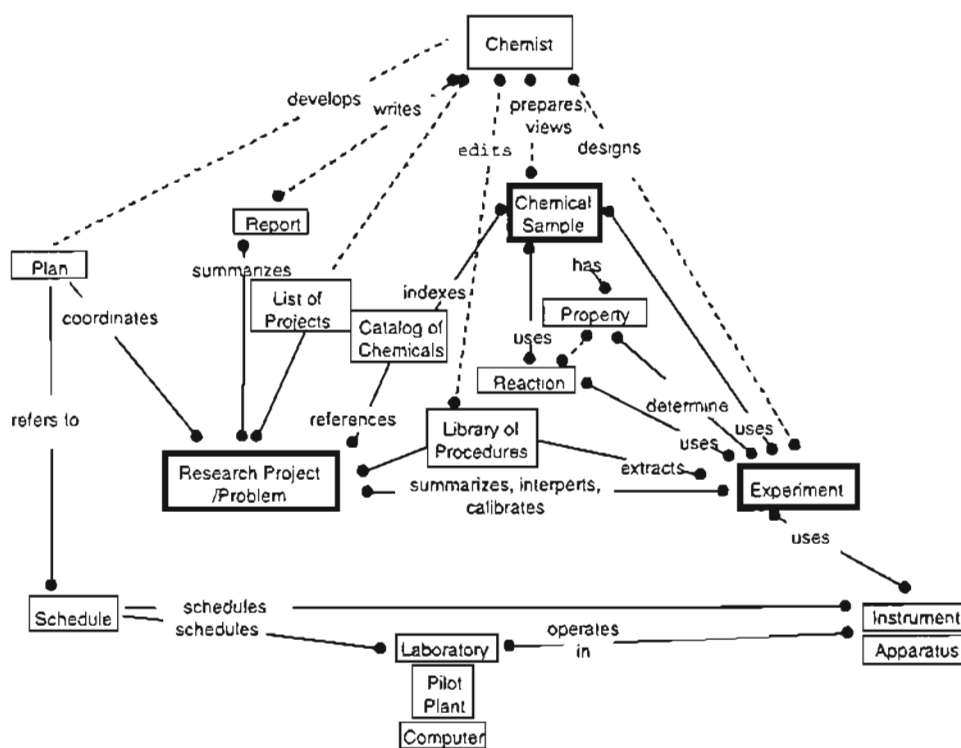 Chemist
develops
writes
prepares,
views
edits
designs
Report
Chemical
Sample
Plan
summarizes
has
List of
Projects
indexes
coordinates
Catalog of
Chemicals
Property
uses
Reaction
refers to
references
determine
uses
Library of
Procedures
uses
extracts
Research Project
/Problem
summarizes, interperts,
calibrates
Experiment
uses
Schedule
schedules
schedutes
Instrument
operates
in
Laboratory
Apparatus
Pilot
Plant
Computer